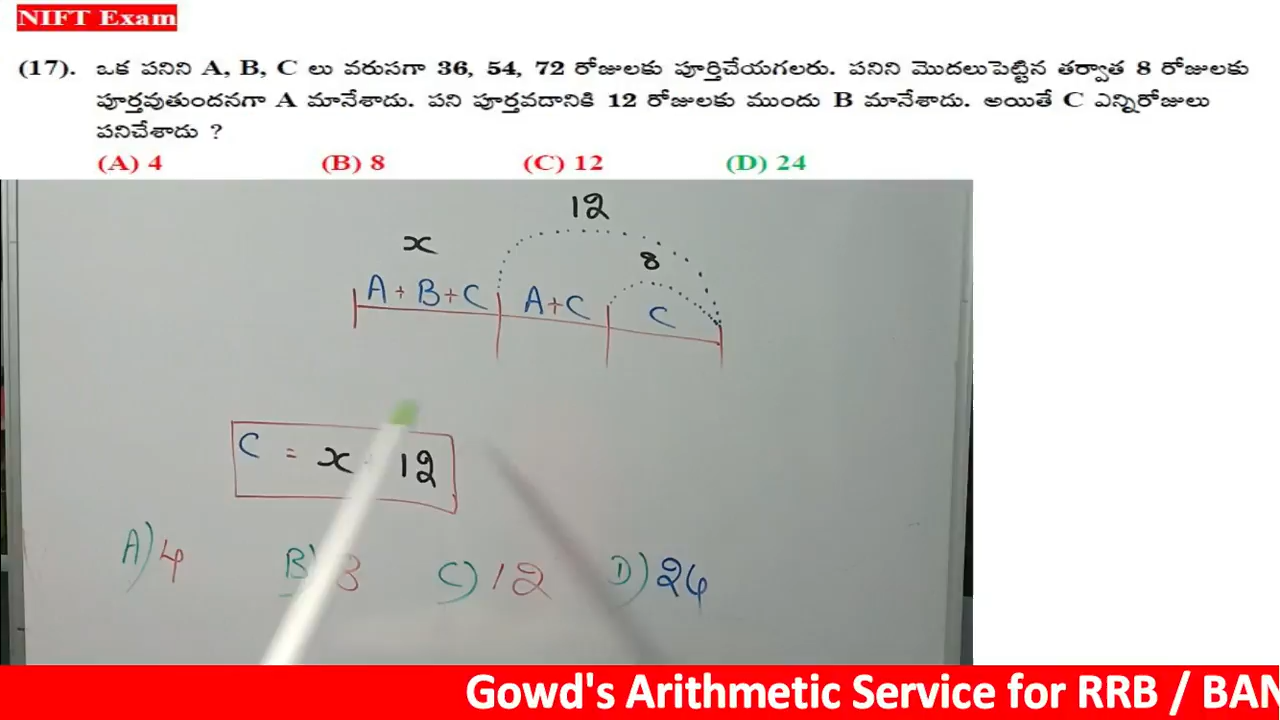 NIFT Exam
(17). ఒక పనిని A, B, C లు వరుసగా 36, 54, 72 రోజులకు పూర్తిచేయగలరు. పనిని మొదలుపెట్టిన తర్వాత 8 రోజులకు
పూర్తవుతుందనగా A మానేశాడు. పని పూర్తవదానికి 12 రోజులకు ముందు B మానేశాడు. అయితే C ఎన్నిరోజులు
పనిచేశాడు ?
(A) 4 (B) 8 (C) 12 (D) 24
12
x 8
A+B+C A+C C
C = x 12
A) 4 B) C) 12 D) 24
Gowd's Arithmetic Service for RRB / BAN